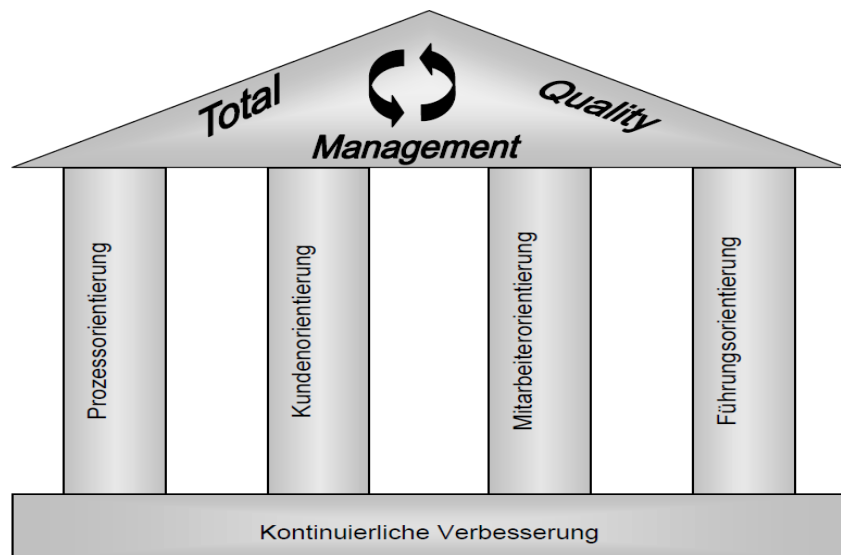 Total
Quality
Management
Prozessorientierung
Kundenorientierung
Mitarbeiterorientierung
Führungsorientierung
Kontinuierliche Verbesserung